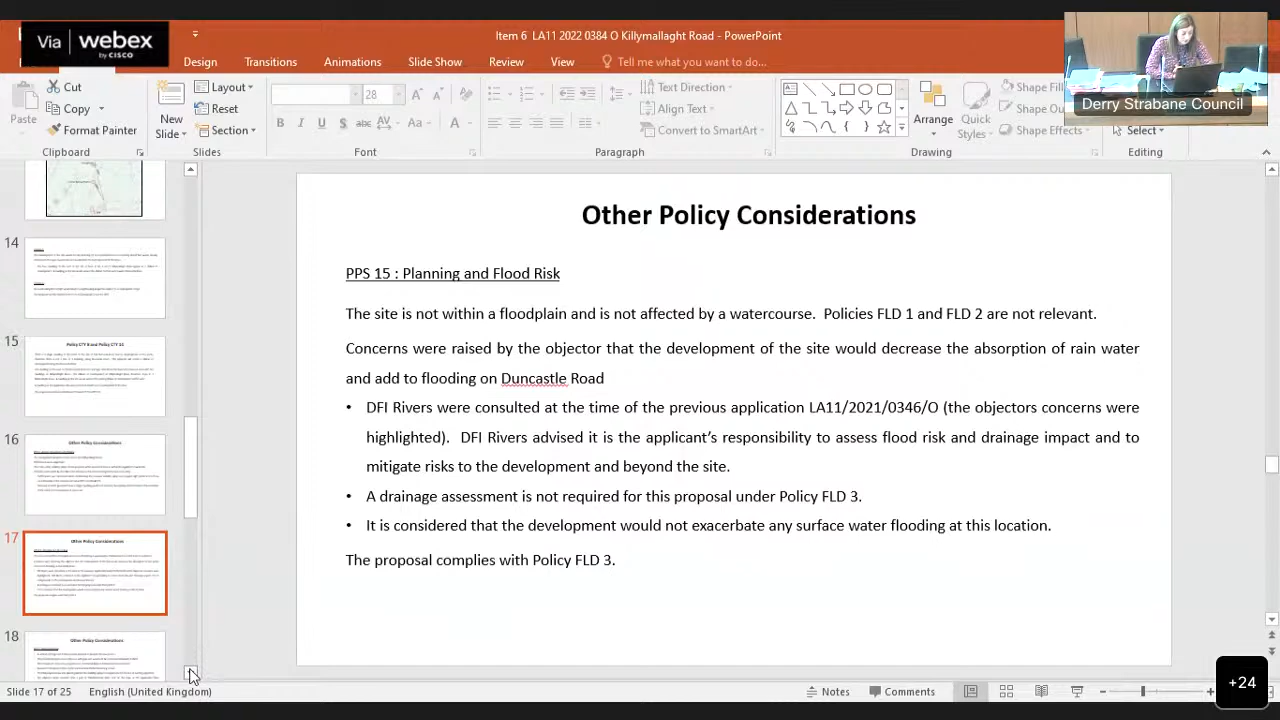 Via webex
by CISCO
Item 6 LA11 2022 0384 O Killymallaght Road - PowerPoint
Design
Transitions
Animations
Slide Show
Review
View
Tell me what you want to do...
Derry Strabane Council
Paste
Cut
Copy
Format Painter
Clipboard
New
Slide
Layout
Reset
Section
Slides
Font
Text Direction
Align Text
Convert to SmartArt
Paragraph
Arrange
Quick
Styles
Shape Fill
Shape Effects
Drawing
Select
Editing
14
15
Policy CTY 8 and Policy CTY 14
16
Other Policy Considerations
17
Other Policy Considerations
18
Other Policy Considerations
Other Policy Considerations
PPS 15 : Planning and Flood Risk
The site is not within a floodplain and is not affected by a watercourse. Policies FLD 1 and FLD 2 are not relevant.
Concerns were raised by an objector that the development of the site would decrease the absorption of rain water
and add to flooding on Road
• DFI Rivers were consulted at the time of the previous application LA11/2021/0346/O (the objectors concerns were
highlighted). DFI Rivers advised is is the applicant's responsibility to assess flood risk and drainage impact and to
mitigate risks to the development and beyond the site.
• A drainage assessment is not required for this proposal under Policy FLD 3.
• It is considered that the development would not exacerbate any surface water flooding at this location.
The proposal complies with Policy FLD 3.
Slide 17 of 25
English (United Kingdom)
Notes
Comments
+24